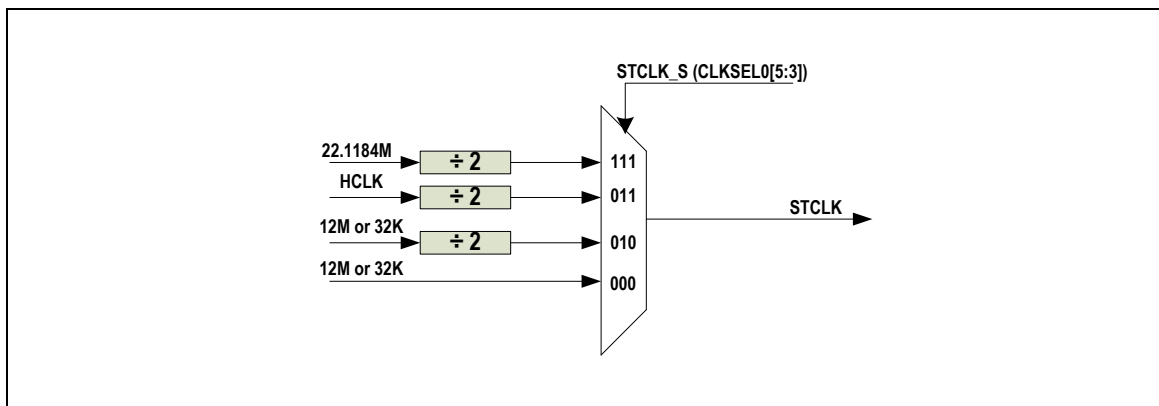 STCLK_S (CLKSEL0[5:3])
22.1184M
÷ 2
111
HCLK
÷ 2
011
STCLK
12M or 32K
÷ 2
010
12M or 32K
000